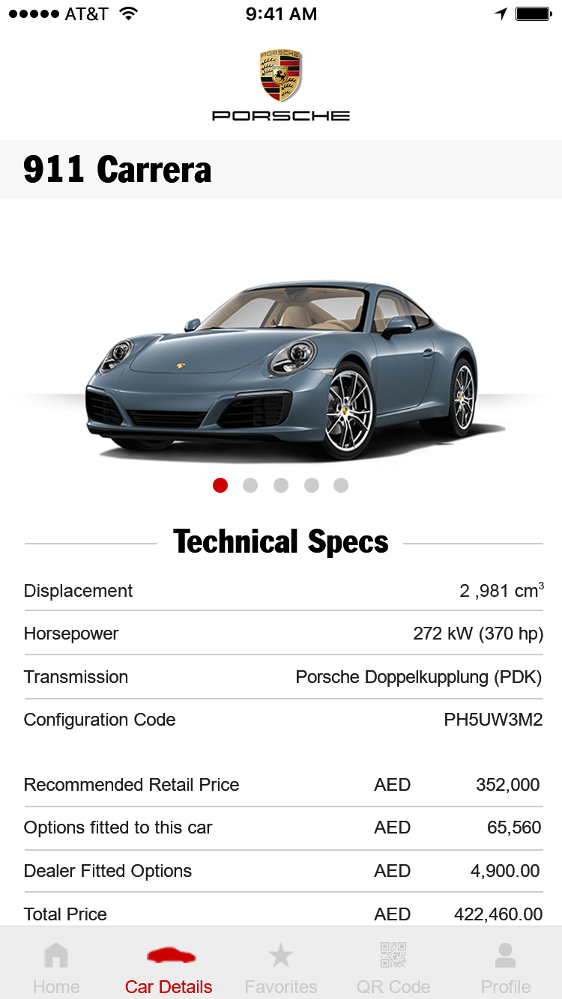 AT&T 9:41 AM
PORSCHE
PORSCHE
911 Carrera
Technical Specs
Displacement 2 ,981 cm³
Horsepower 272 kW (370 hp)
Transmission Porsche Doppelkupplung (PDK)
Configuration Code PH5UW3M2
Recommended Retail Price AED 352,000
Options fitted to this car AED 65,560
Dealer Fitted Options AED 4,900.00
Total Price AED 422,460.00
Home Car Details Favorites QR Code Profile